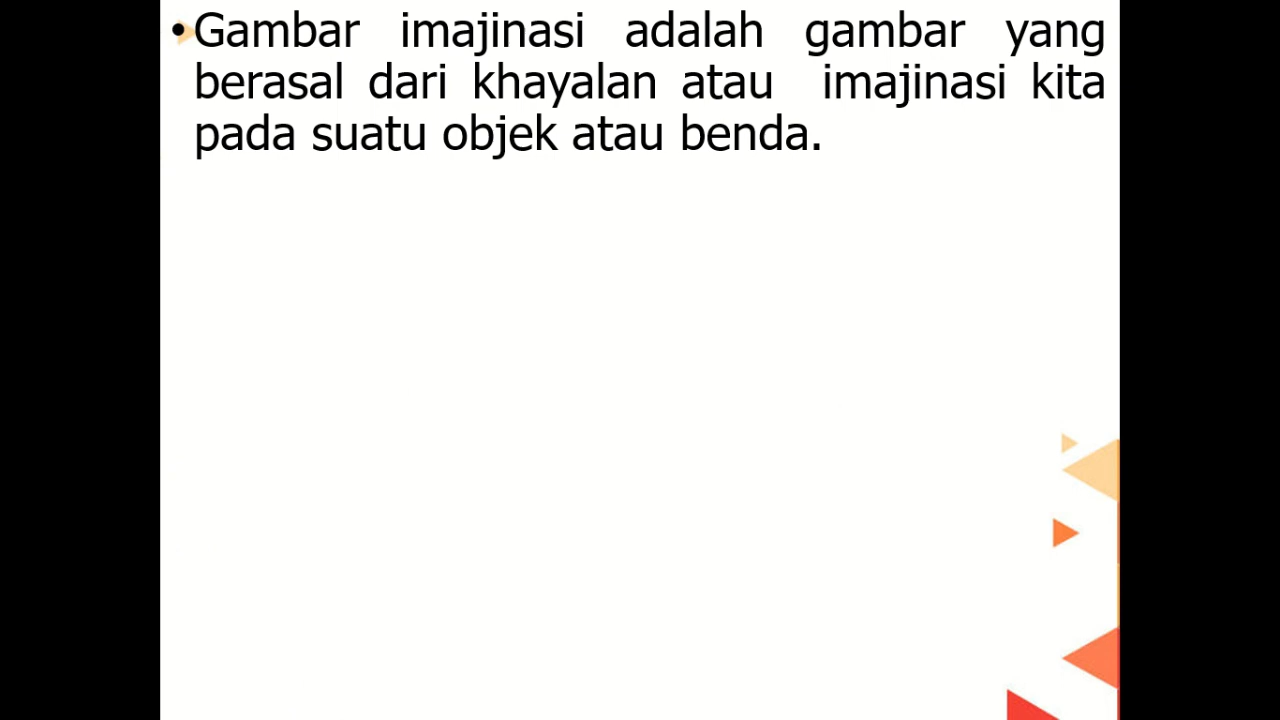 •Gambar imajinasi adalah gambar yang
berasal dari khayalan atau  imajinasi kita
pada suatu objek atau benda.